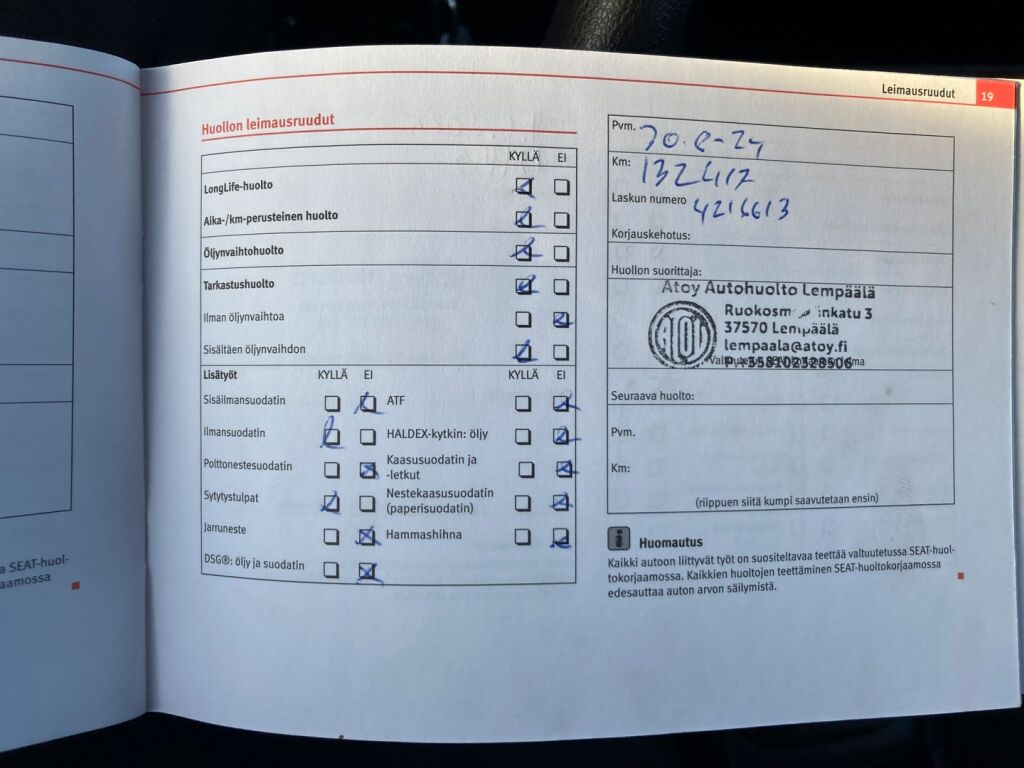 Leimausruudut 19
Huollon leimausruudut
KYLLÄ EI
LongLife-huolto
Aika-/km-perusteinen huolto
Öljynvaihtohuolto
Tarkastushuolto
Ilman öljynvaihtoa
Sisältäen öljynvaihdon
Lisätyöt KYLLÄ EI KYLLÄ EI
Sisäilmansuodatin ATF
Ilmansuodatin HALDEX-kytkin: öljy
Polttonestesuodatin Kaasusuodatin ja
-letkut
Sytytystulpat Nestekaasusuodatin
(paperisuodatin)
Jarruneste Hammashihna
DSG®: öljy ja suodatin
Pvm.
Km: 132417
Laskun numero 4216613
Korjauskehotus:
Huollon suorittaja:
Atoy Autohuolto Lempäälä
3
37570 Lempäälä
lempaala@atoy.fi
P. +358102328506
Seuraava huolto:
Pvm.
Km:
(riippuen siitä kumpi saavutetaan ensin)
i Huomautus
Kaikki autoon liittyvät työt on suositeltavaa teettää valtuutetussa SEAT-huol-
tokorjaamossa. Kaikkien huoltojen teettäminen SEAT-huoltokorjaamossa
edesauttaa auton arvon säilymistä.
a SEAT-huol-
jaamossa